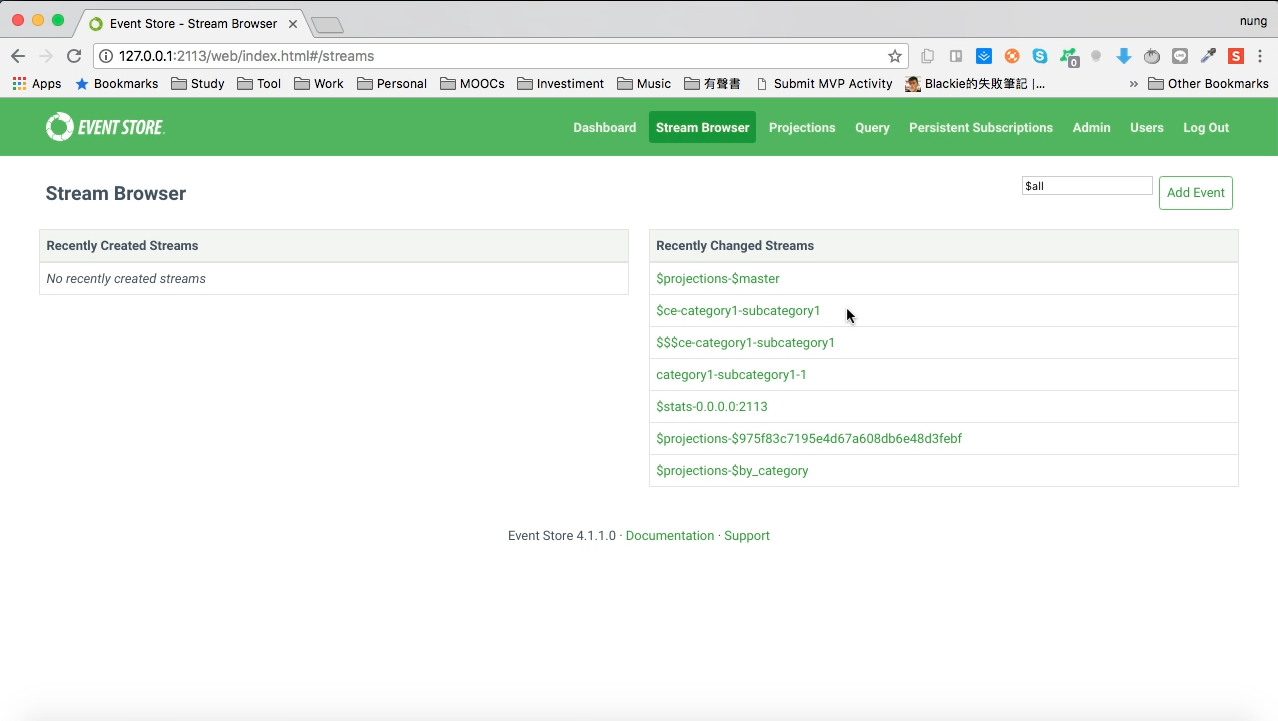 Event Store - Stream Browser
nung
127.0.0.1:2113/web/index.html#/streams
0
S
Apps Bookmarks Study Tool Work Personal MOOCs Investiment Music 有聲書 Submit MVP Activity Blackie的失敗筆記 |... » Other Bookmarks
EVENT STORE Dashboard Stream Browser Projections Query Persistent Subscriptions Admin Users Log Out
Stream Browser
$all
Add Event
Recently Created Streams
No recently created streams
Recently Changed Streams
$projections-$master
$ce-category1-subcategory1
$$$ce-category1-subcategory1
category1-subcategory1-1
$stats-0.0.0.0:2113
$projections-$975f83c7195e4d67a608db6e48d3febf
$projections-$by_category
Event Store 4.1.1.0 · Documentation · Support